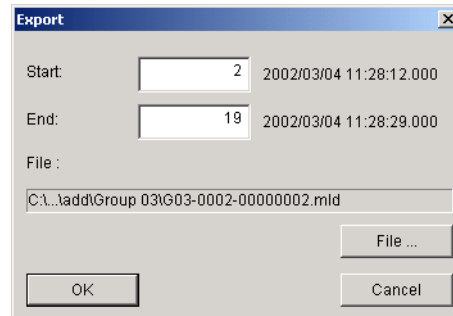 Export
Start: 2 2002/03/04 11:28:12.000
End: 19 2002/03/04 11:28:29.000
File :
C:\...\add\Group 03\G03-0002-00000002.mld
File ...
OK Cancel